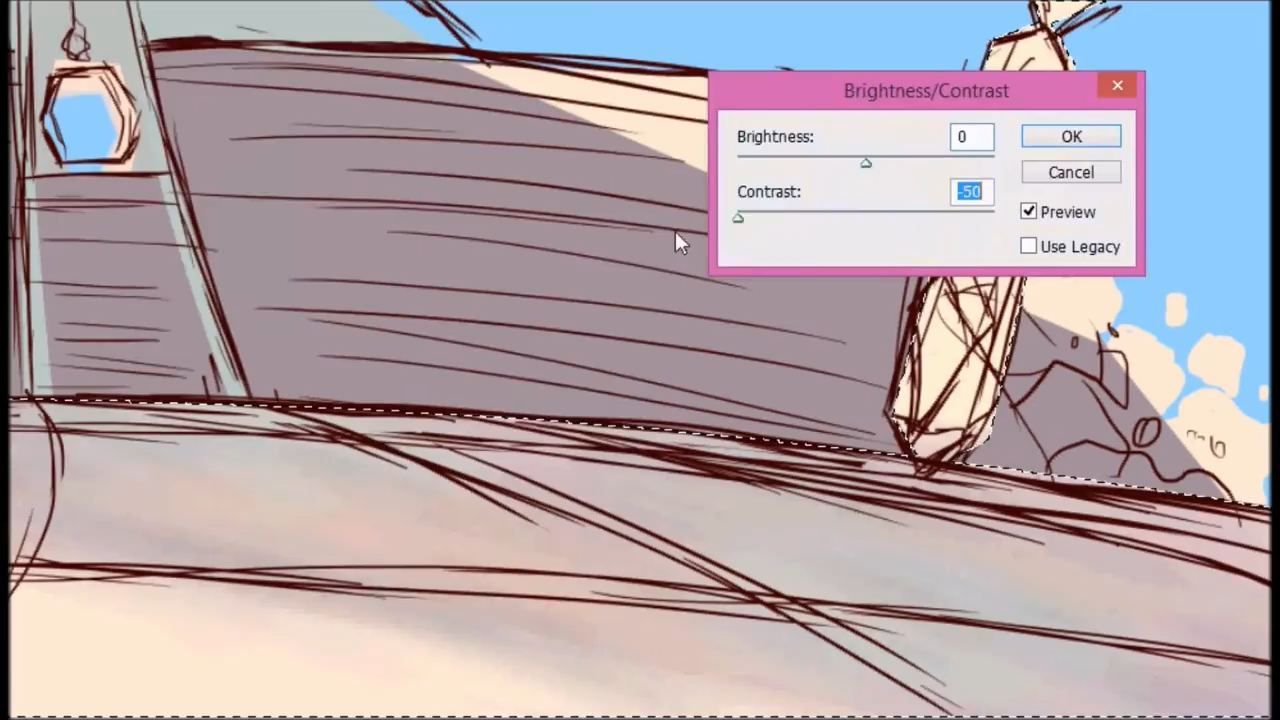 Brightness/Contrast
Brightness: 0
OK
Cancel
Contrast: -50
Preview
Use Legacy